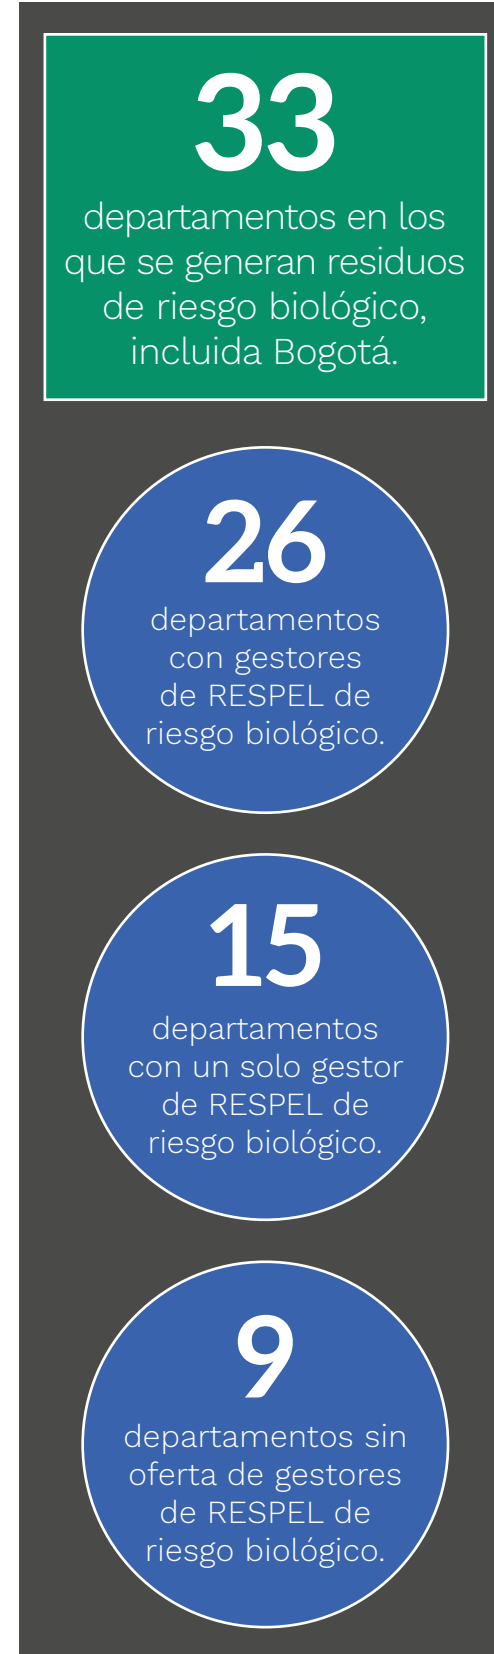 33
departamentos en los
que se generan residuos
de riesgo biológico,
incluida Bogotá.
26
departamentos
con gestores
de RESPEL de
riesgo biológico.
15
departamentos
con un solo gestor
de RESPEL de
riesgo biológico.
9
departamentos sin
oferta de gestores
de RESPEL de
riesgo biológico.